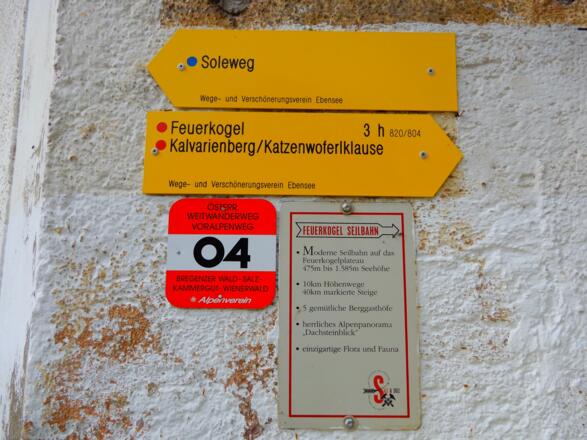 Soleweg
Wege- und Verschönerungsverein Ebensee
Feuerkogel 3 h 820/804
Kalvarienberg/Katzenwoferlklause
Wege- und Verschönerungsverein Ebensee
ÖSTERR.
WEITWANDERWEG
VORALPENWEG
04
BREGENZER WALD-SALZ-
KAMMERGUT-WIENERWALD
Alpenverein
FEUERKOGEL SEILBAHN
• Moderne Seilbahn auf das
Feuerkogelplateau
475m bis 1.585m Seehöhe
• 10km Höhenwege
40km markierte Steige
• 5 gemütliche Berggasthöfe
• herrliches Alpenpanorama
„Dachsteinblick"
• einzigartige Flora und Fauna
S